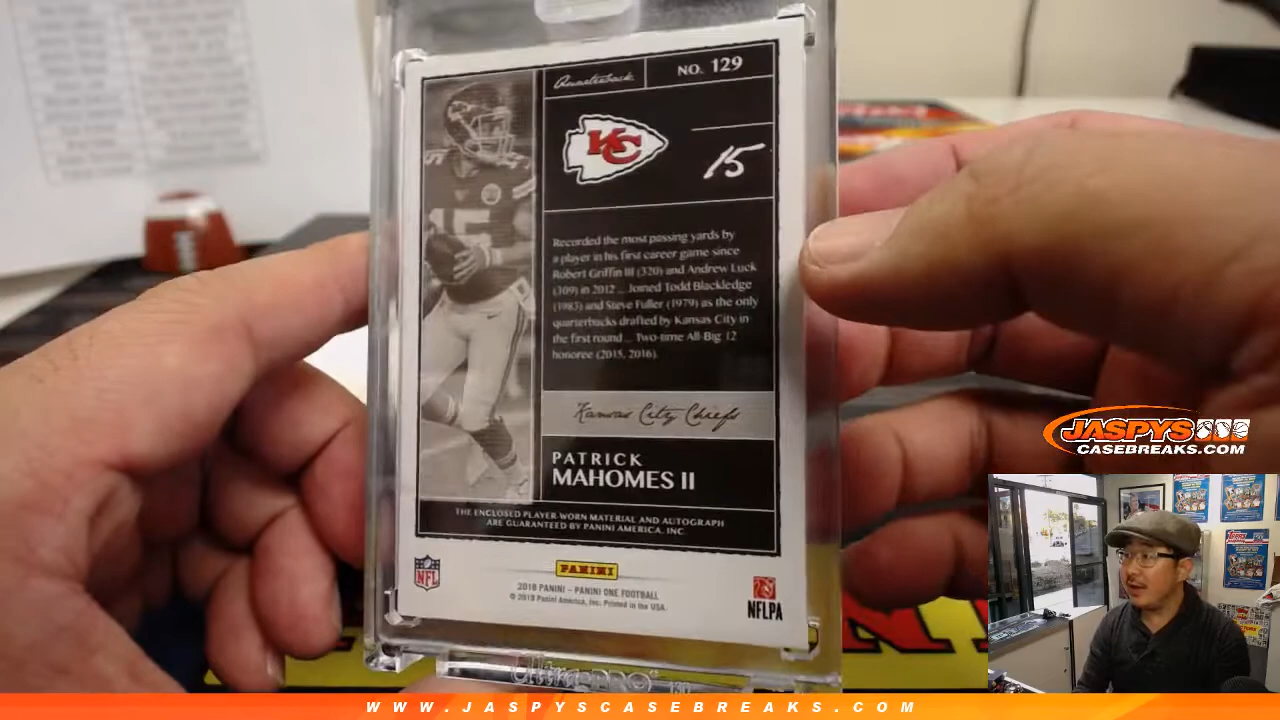 Quarterback
NO. 129
KC
15
Recorded the most passing yards by
a player in his first career game since
Robert Griffin III (320) and Andrew Luck
(309) in 2012 ... Joined Todd Blackledge
(1983) and Steve Fuller (1979) as the only
quarterbacks drafted by Kansas City in
the first round ... Two-time All-Big 12
honoree (2015, 2016).
Kansas City Chiefs
PATRICK
MAHOMES II
THE ENCLOSED PLAYER-WORN MATERIAL AND AUTOGRAPH
ARE GUARANTEED BY PANINI AMERICA, INC.
NFL
PANINI
2018 PANINI – PANINI ONE FOOTBALL
© 2019 Panini America, Inc. Printed in the USA.
NFLPA
Ultra·PRO
130
JASPYS
CASEBREAKS.COM
WWW.JASPYSCASEBREAKS.COM